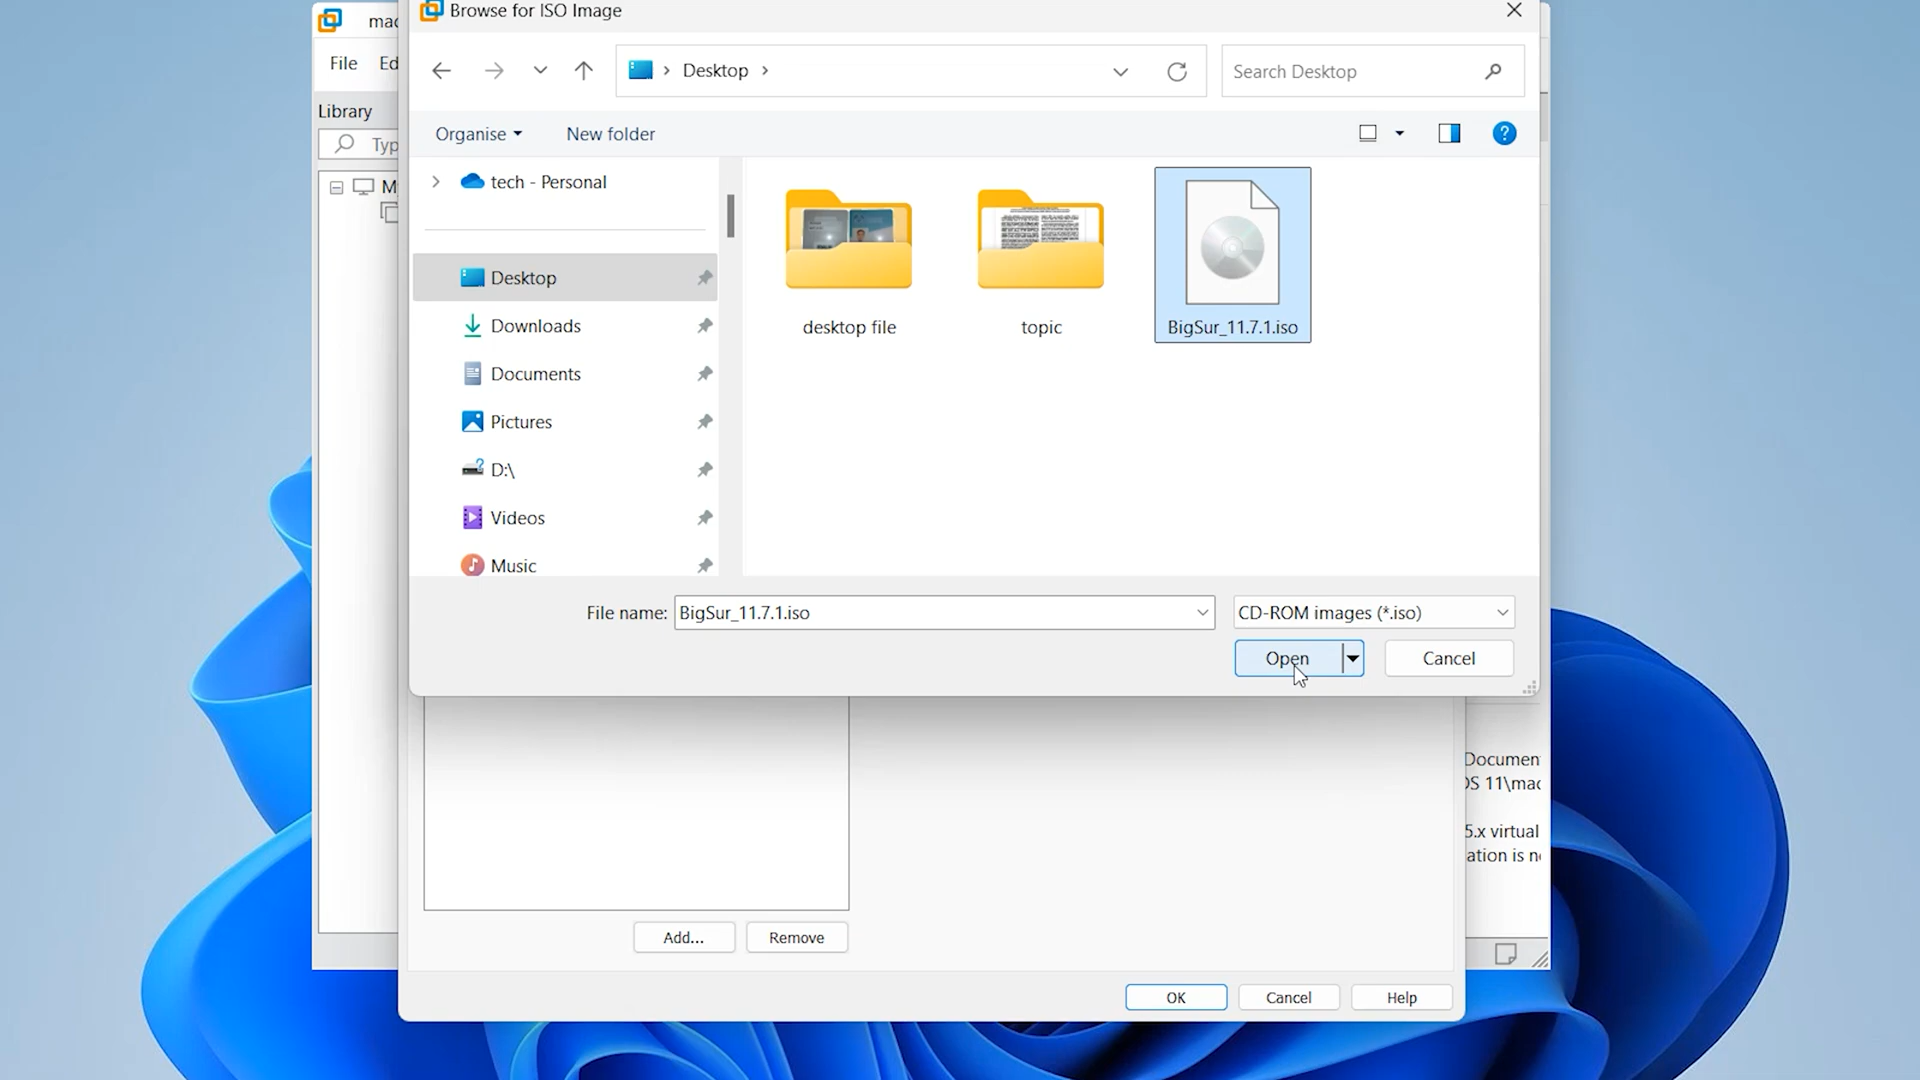 mac
Browse for ISO Image
File Ed
Desktop
Search Desktop
Library
Organise
New folder
Typ
tech - Personal
My
Desktop
Downloads
Documents
Pictures
D:\
Videos
Music
desktop file
topic
BigSur_11.7.1.iso
File name: BigSur_11.7.1.iso
CD-ROM images (*.iso)
Open
Cancel
Documen
OS 11\mac
5.x virtual
ation is n
Add...
Remove
OK
Cancel
Help